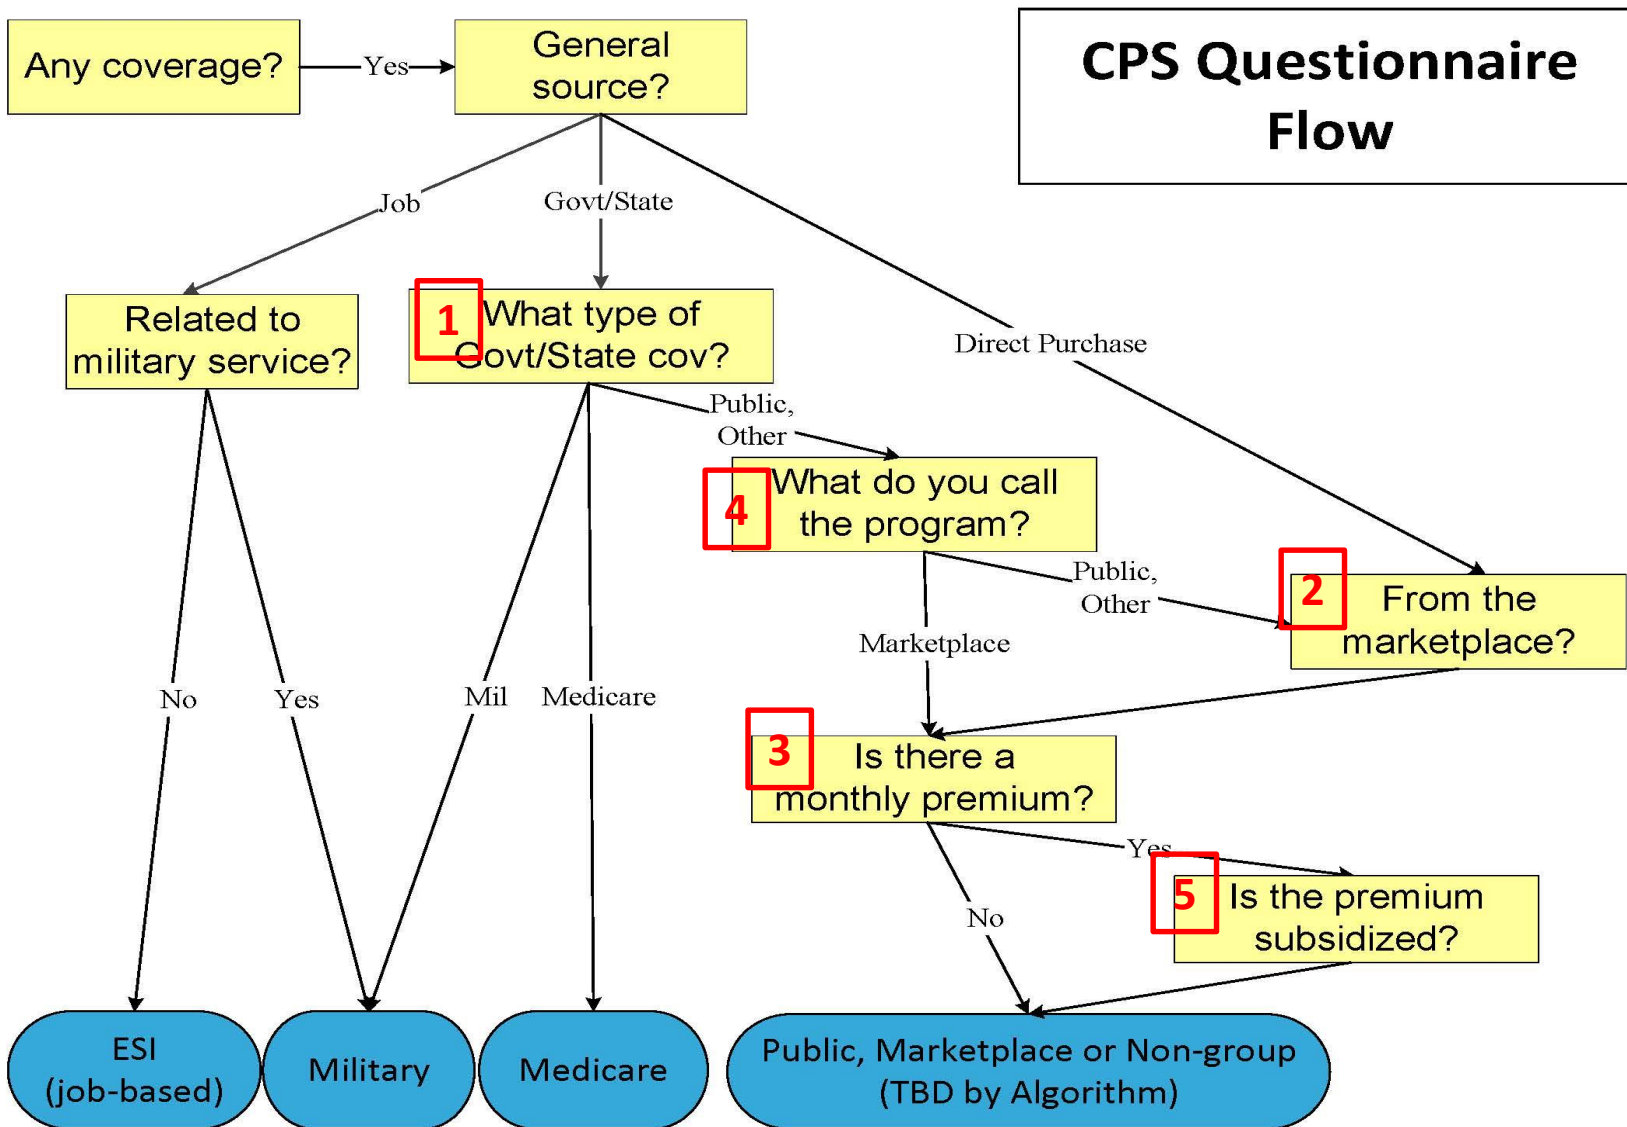 Any coverage?
Yes
General
source?
CPS Questionnaire
Flow
Job
Govt/State
Direct Purchase
Related to
military service?
1
What type of
Govt/State cov?
Public,
Other
4
What do you call
the program?
Public,
Other
2
From the
marketplace?
Marketplace
No
Yes
Mil
Medicare
3
Is there a
monthly premium?
Yes
No
5
Is the premium
subsidized?
ESI
(job-based)
Military
Medicare
Public, Marketplace or Non-group
(TBD by Algorithm)